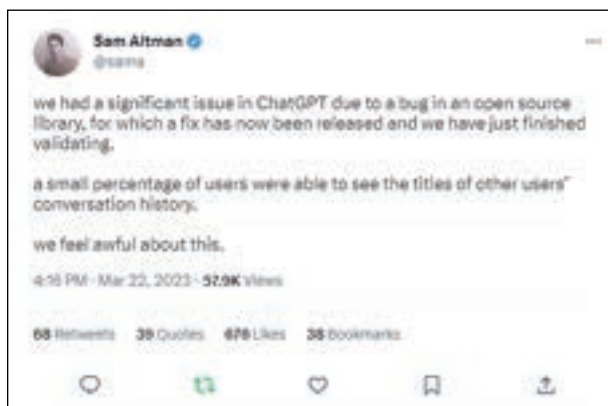 Sam Altman
@sama
we had a significant issue in ChatGPT due to a bug in an open source
library, for which a fix has now been released and we have just finished
validating.
a small percentage of users were able to see the titles of other users'
conversation history.
we feel awful about this.
4:16 PM · Mar 22, 2023 · 57.9K Views
68 Retweets 39 Quotes 676 Likes 38 Bookmarks